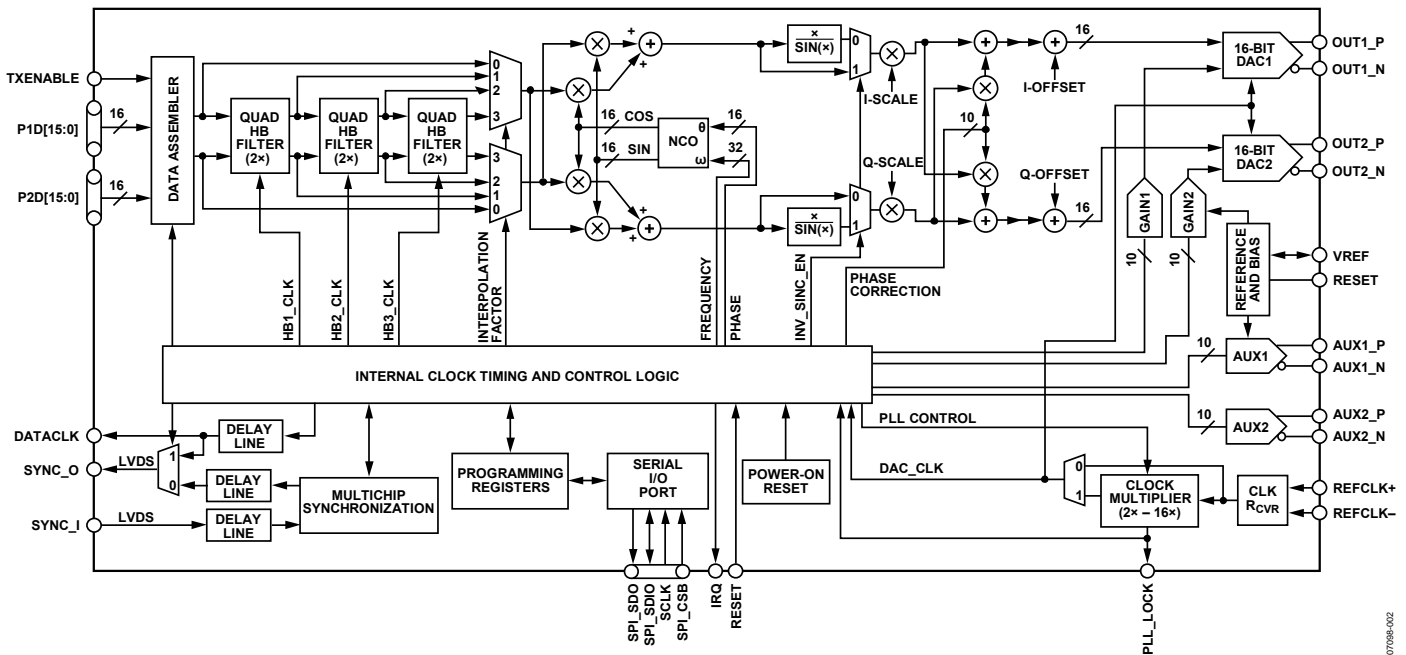 TXENABLE
P1D[15:0]
16
P2D[15:0]
16
DATA ASSEMBLER
QUAD
HB
FILTER
(2×)
QUAD
HB
FILTER
(2×)
QUAD
HB
FILTER
(2×)
0
1
2
3
3
2
1
0
×
×
×
×
+
+
+
+
+
+
16
COS
16
SIN
NCO
θ
ω
16
32
×
SIN(×)
×
SIN(×)
0
1
0
1
×
I-SCALE
Q-SCALE
×
+
+
I-OFFSET
16
10
×
×
Q-OFFSET
+
+
16
16-BIT
DAC1
16-BIT
DAC2
GAIN1
GAIN2
10
10
REFERENCE
AND BIAS
OUT1_P
OUT1_N
OUT2_P
OUT2_N
VREF
RESET
AUX1_P
AUX1_N
AUX2_P
AUX2_N
10
AUX1
10
AUX2
HB1_CLK
HB2_CLK
HB3_CLK
INTERPOLATION
FACTOR
FREQUENCY
PHASE
INV_SINC_EN
PHASE
CORRECTION
INTERNAL CLOCK TIMING AND CONTROL LOGIC
DATACLK
SYNC_O
SYNC_I
LVDS
LVDS
1
0
DELAY
LINE
DELAY
LINE
DELAY
LINE
MULTICHIP
SYNCHRONIZATION
PROGRAMMING
REGISTERS
SERIAL
I/O
PORT
POWER-ON
RESET
PLL CONTROL
DAC_CLK
0
1
CLOCK
MULTIPLIER
(2× – 16×)
CLK
RCVR
REFCLK+
REFCLK–
SPI_SDO
SPI_SDIO
SCLK
SPI_CSB
IRQ
RESET
PLL_LOCK
07098-002